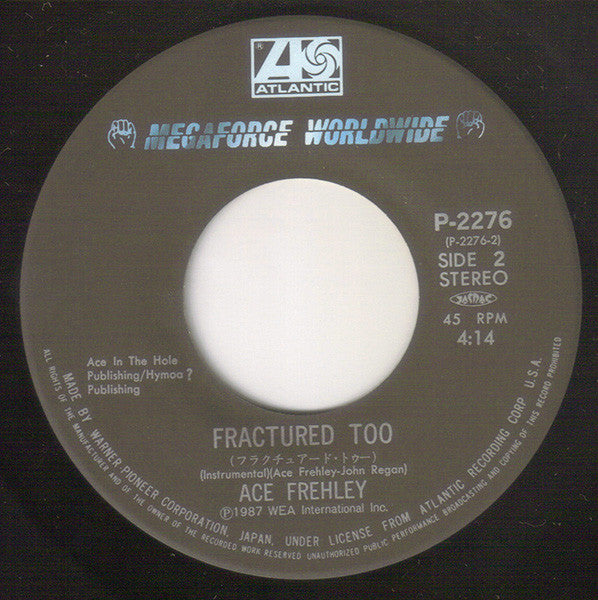 ®
ATLANTIC
MEGAFORCE WORLDWIDE
P-2276
(P-2276-2)
SIDE 2
STEREO
JASRAC
45 RPM
4:14
Ace In The Hole
Publishing/Hymoa?
Publishing
FRACTURED TOO
(フラクチュアード・トゥー)
(Instrumental)(Ace Frehley-John Regan)
ACE FREHLEY
Ⓟ©1987 WEA International Inc.
MADE BY WARNER PIONEER CORPORATION, JAPAN, UNDER LICENSE FROM ATLANTIC RECORDING CORP. U.S.A.
ALL RIGHTS OF THE MANUFACTURER AND OF THE OWNER OF THE RECORDED WORK RESERVED UNAUTHORIZED PUBLIC PERFORMANCE BROADCASTING AND COPYING OF THIS RECORD PROHIBITED